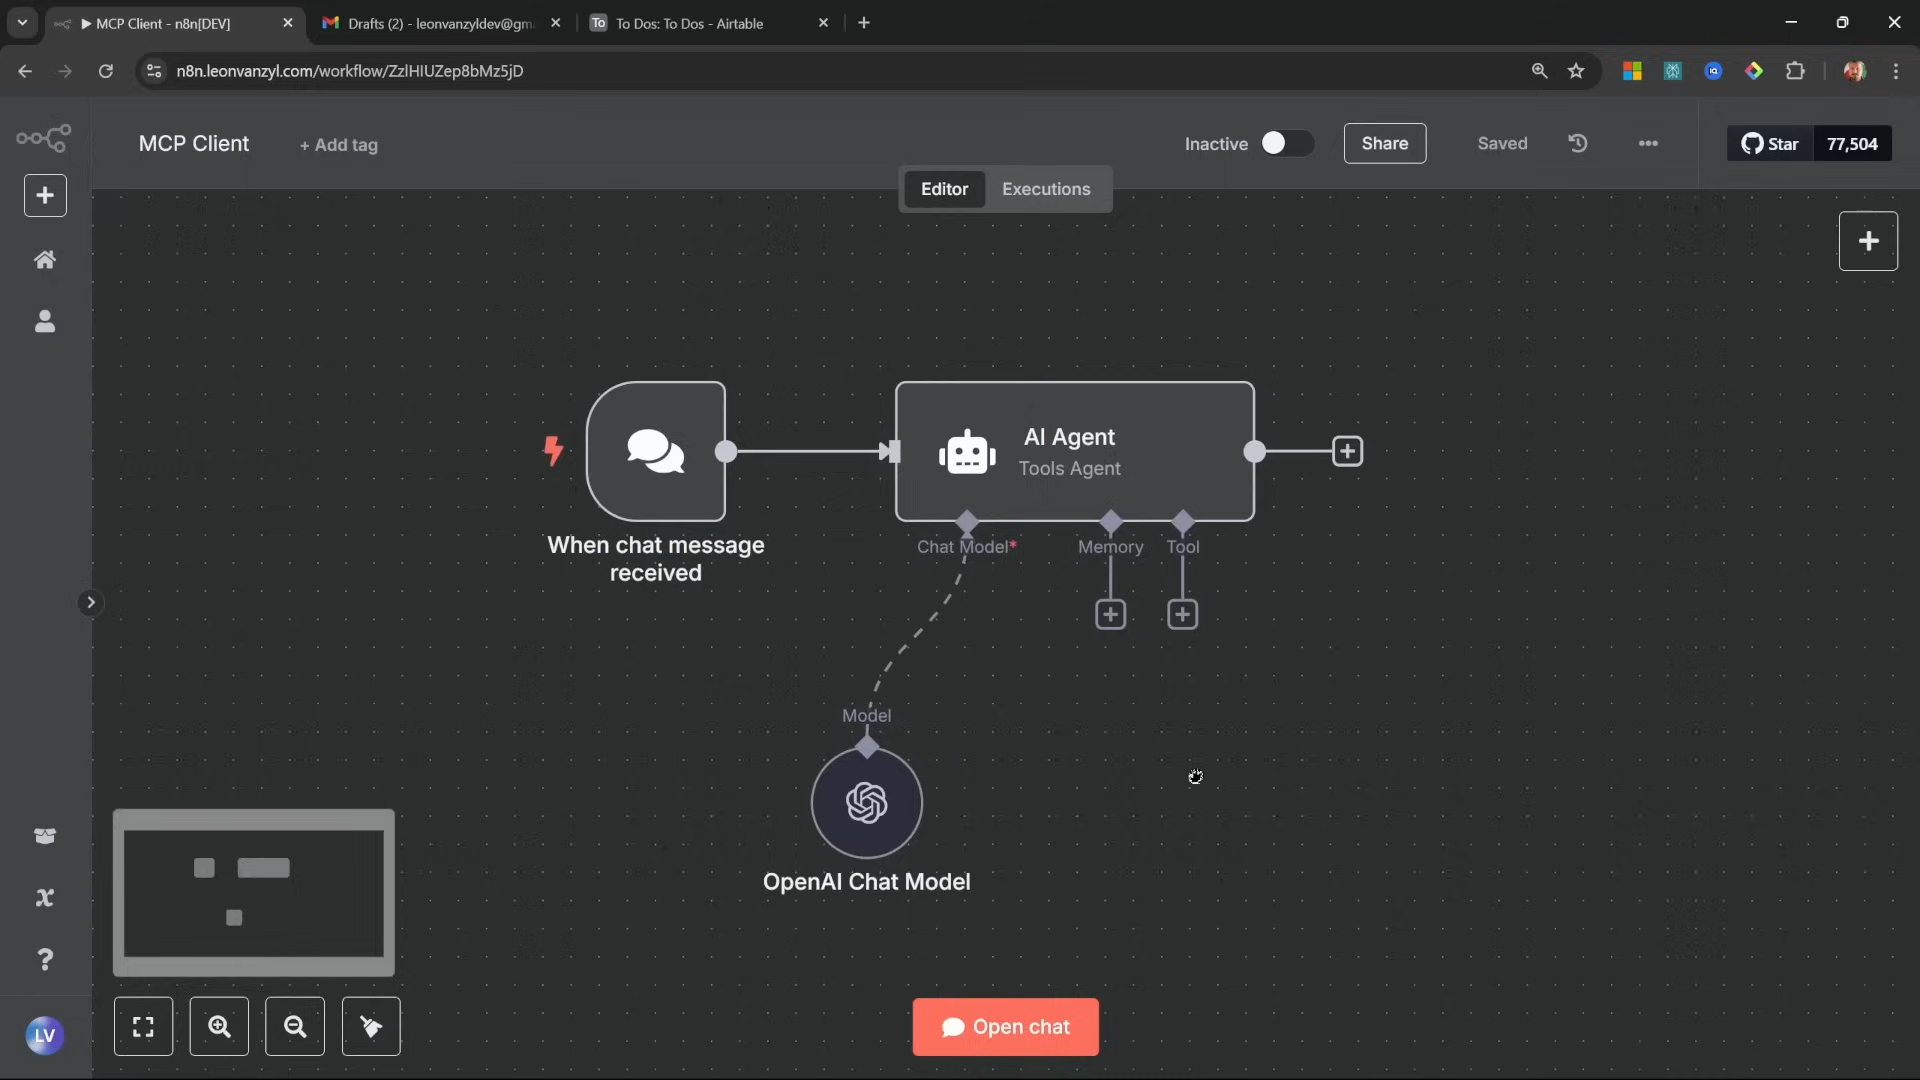 ▶ MCP Client - n8n[DEV]
Drafts (2) - leonvanzyldev@gm
To
To Dos: To Dos - Airtable
n8n.leonvanzyl.com/workflow/ZzlHIUZep8bMz5jD
MCP Client
+ Add tag
Inactive
Share
Saved
Star
77,504
Editor
Executions
AI Agent
Tools Agent
When chat message
received
Chat Model*
Memory
Tool
Model
OpenAI Chat Model
LV
Open chat